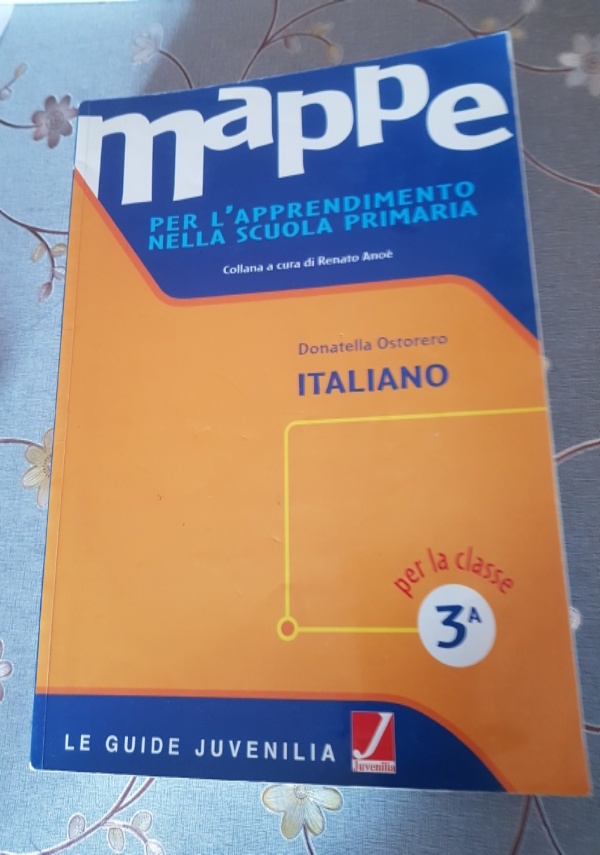 mappe
PER L'APPRENDIMENTO
NELLA SCUOLA PRIMARIA
Collana a cura di Renato Anoè
Donatella Ostorero
ITALIANO
per la classe
3A
LE GUIDE JUVENILIA
J
Juvenilia